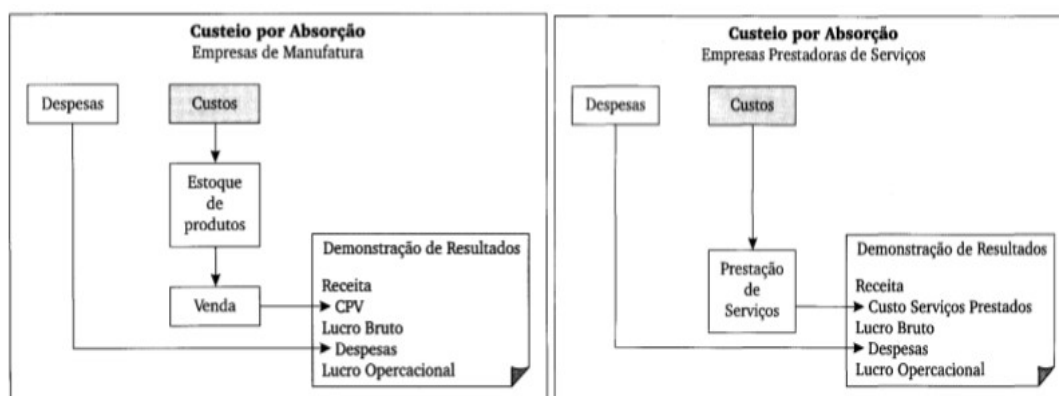 Custeio por Absorção
Empresas de Manufatura
Despesas
Custos
Estoque
de
produtos
Venda
Demonstração de Resultados
Receita
CPV
Lucro Bruto
Despesas
Lucro Opercacional
Custeio por Absorção
Empresas Prestadoras de Serviços
Despesas
Custos
Prestação
de
Serviços
Demonstração de Resultados
Receita
Custo Serviços Prestados
Lucro Bruto
Despesas
Lucro Operacional